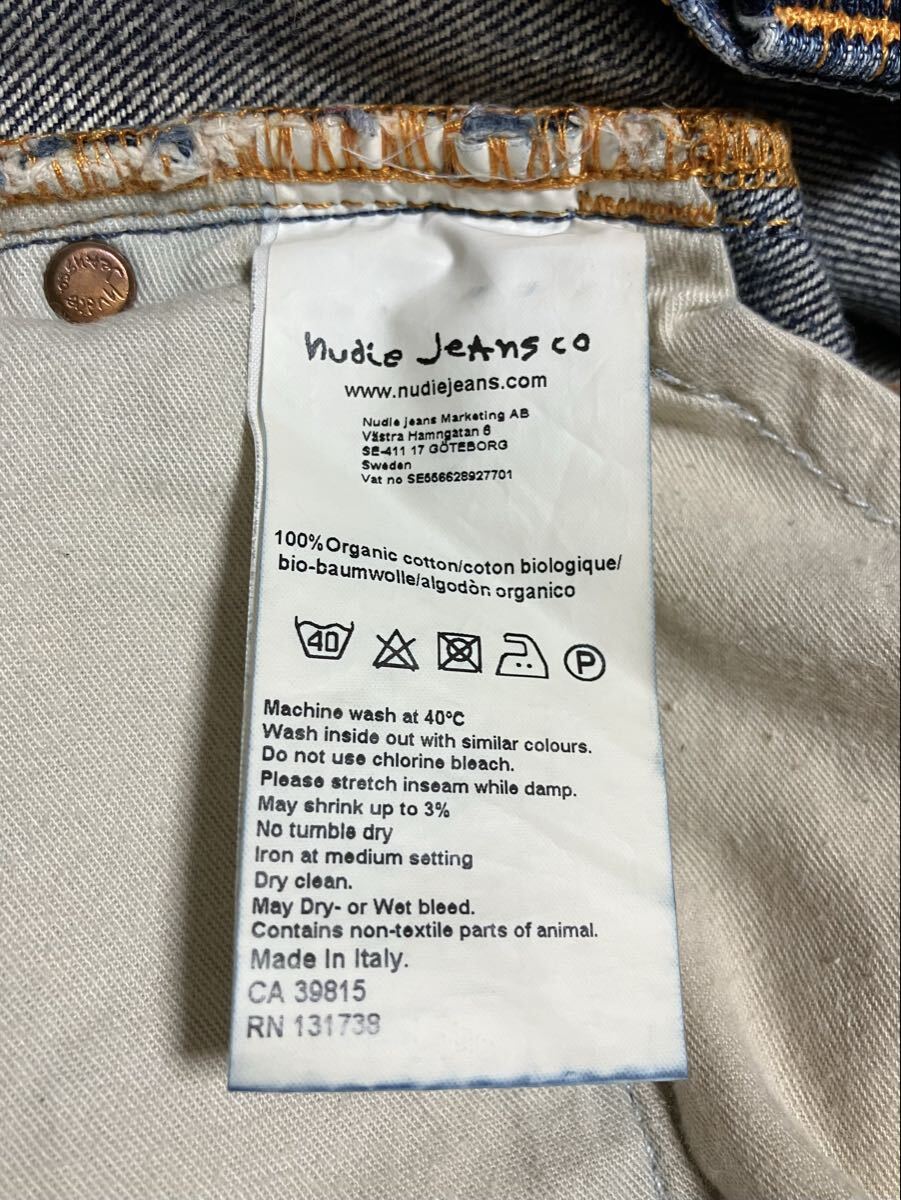 nudie jeans co
www.nudiejeans.com
Nudie jeans Marketing AB
Västra Hamngatan 6
SE-411 17 GÖTEBORG
Sweden
Vat no SE556628927701
100%Organic cotton/coton biologique/
bio-baumwolle/algodòn organico
40
P
Machine wash at 40°C
Wash inside out with similar colours.
Do not use chlorine bleach.
Please stretch inseam while damp.
May shrink up to 3%
No tumble dry
Iron at medium setting
Dry clean.
May Dry- or Wet bleed.
Contains non-textile parts of animal.
Made In Italy.
CA 39815
RN 131738